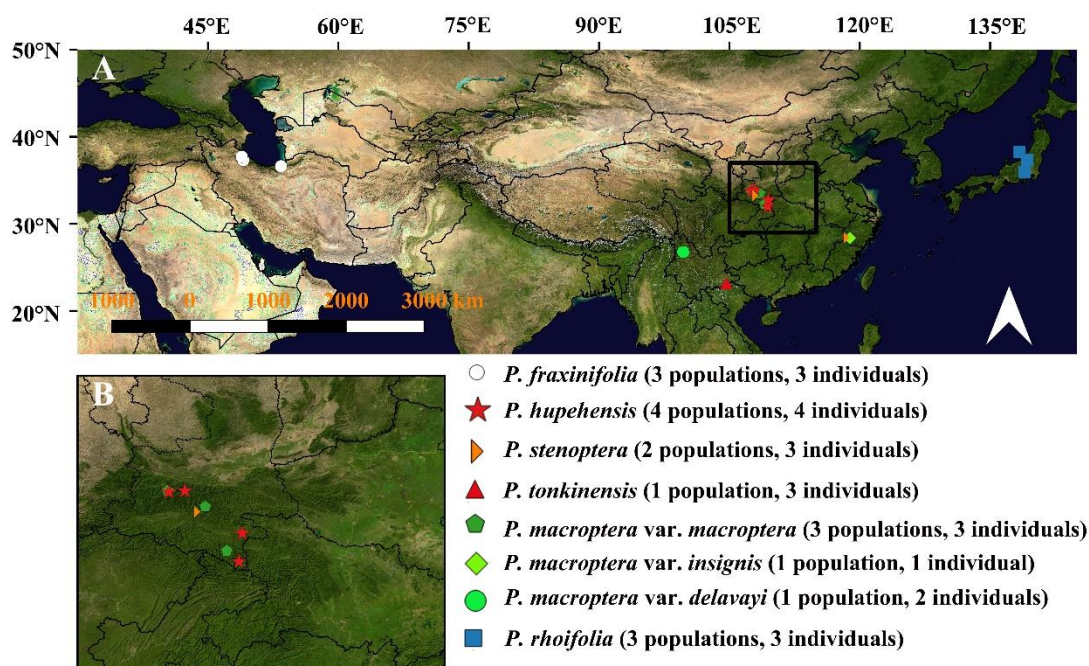 45°E 60°E 75°E 90°E 105°E 120°E 135°E
50°N
A
40°N
30°N
20°N
1000 0 1000 2000 3000 km
B
P. fraxinifolia (3 populations, 3 individuals)
P. hupehensis (4 populations, 4 individuals)
P. stenoptera (2 populations, 3 individuals)
P. tonkinensis (1 population, 3 individuals)
P. macroptera var. macroptera (3 populations, 3 individuals)
P. macroptera var. insignis (1 population, 1 individual)
P. macroptera var. delavayi (1 population, 2 individuals)
P. rhoifolia (3 populations, 3 individuals)